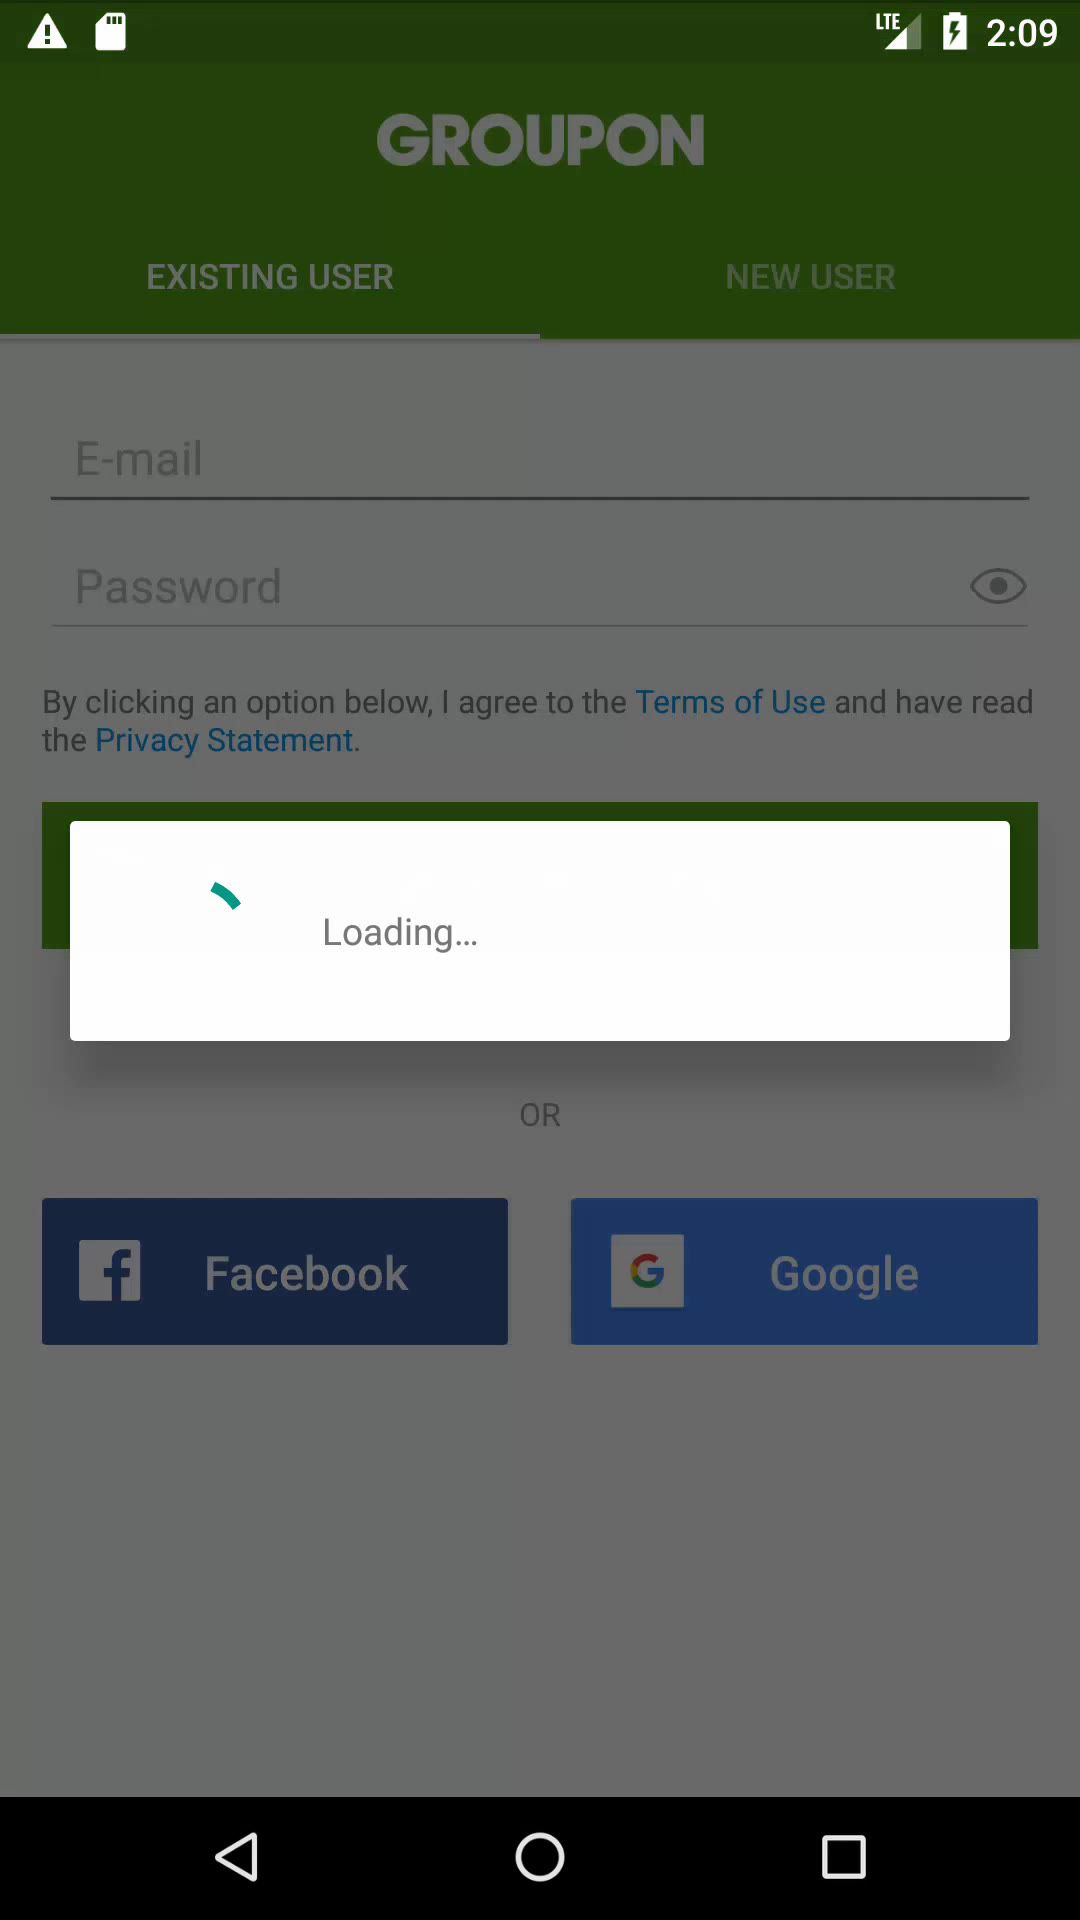 LTE 2:09
GROUPON
EXISTING USER NEW USER
E-mail
Password
By clicking an option below, I agree to the Terms of Use and have read
the Privacy Statement.
Loading...
OR
Facebook Google